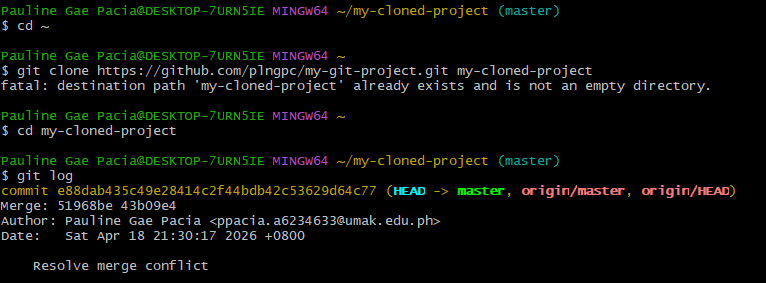 Pauline Gae Pacia@DESKTOP-7URN5IE MINGW64 ~/my-cloned-project (master)
$ cd ~
Pauline Gae Pacia@DESKTOP-7URN5IE MINGW64 ~
$ git clone https://github.com/plngpc/my-git-project.git my-cloned-project
fatal: destination path 'my-cloned-project' already exists and is not an empty directory.
Pauline Gae Pacia@DESKTOP-7URN5IE MINGW64 ~
$ cd my-cloned-project
Pauline Gae Pacia@DESKTOP-7URN5IE MINGW64 ~/my-cloned-project (master)
$ git log
commit e88dab435c49e28414c2f44bdb42c53629d64c77 (HEAD -> master, origin/master, origin/HEAD)
Merge: 51968be 43b09e4
Author: Pauline Gae Pacia <ppacia.a6234633@umak.edu.ph>
Date:   Sat Apr 18 21:30:17 2026 +0800
    Resolve merge conflict